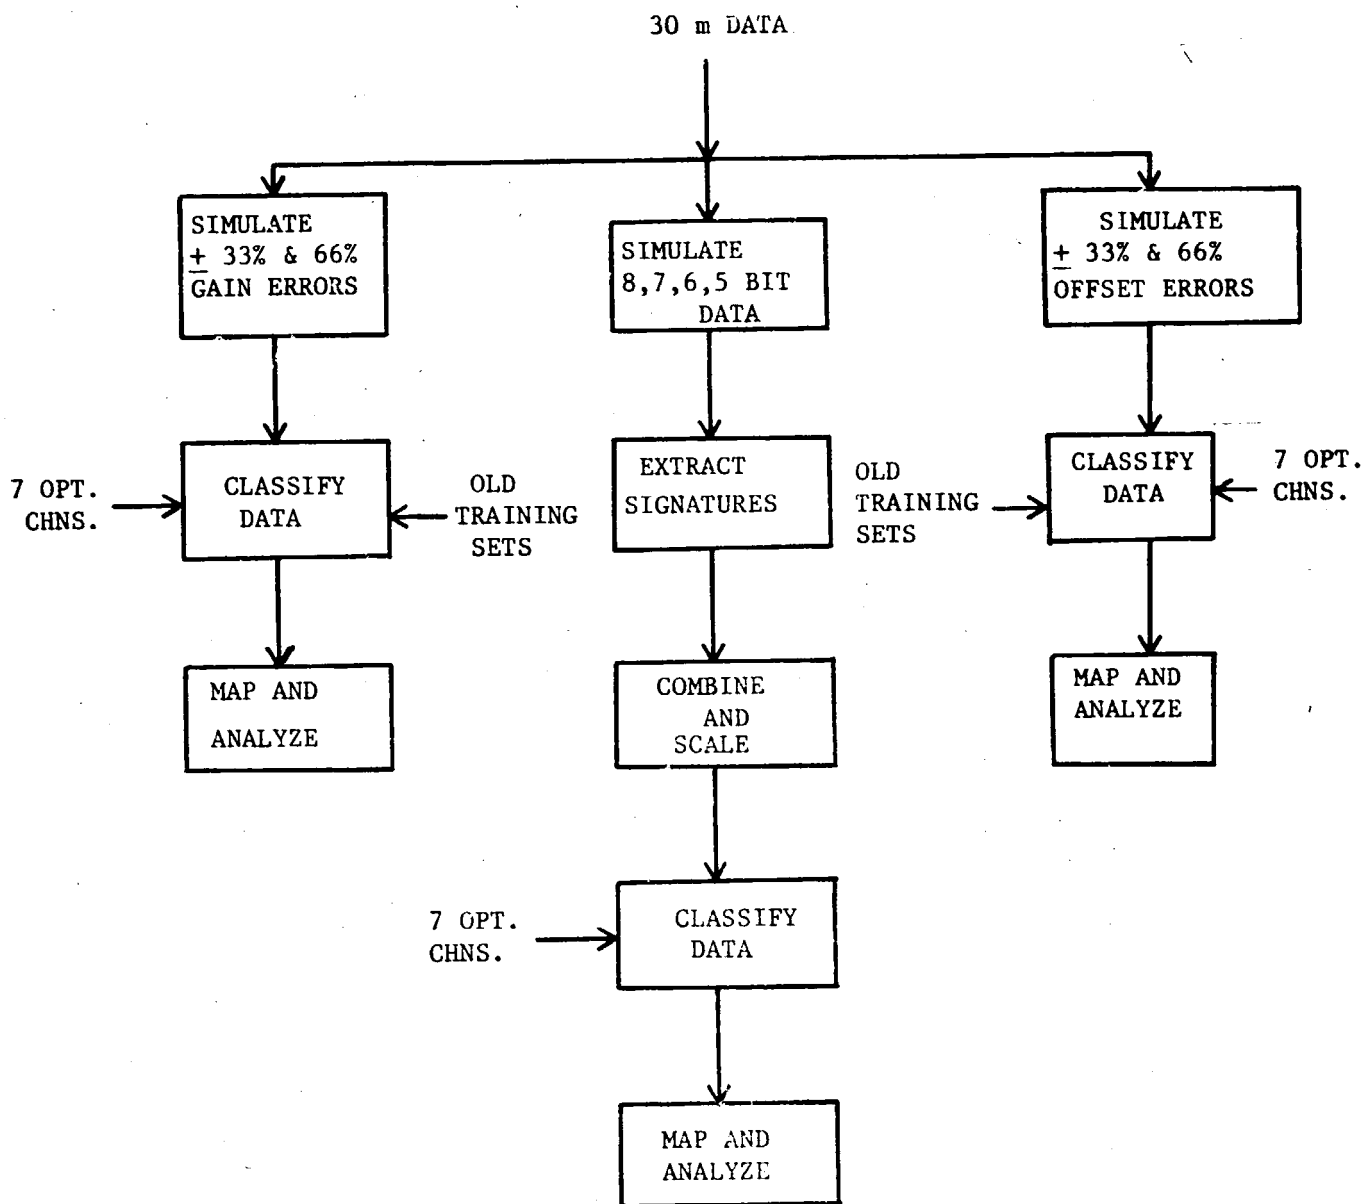 30 m DATA
SIMULATE
± 33% & 66%
GAIN ERRORS
SIMULATE
8,7,6,5 BIT
DATA
SIMULATE
± 33% & 66%
OFFSET ERRORS
7 OPT.
CHNS.
CLASSIFY
DATA
OLD
TRAINING
SETS
EXTRACT
SIGNATURES
OLD
TRAINING
SETS
CLASSIFY
DATA
7 OPT.
CHNS.
MAP AND
ANALYZE
COMBINE
AND
SCALE
MAP AND
ANALYZE
7 OPT.
CHNS.
CLASSIFY
DATA
MAP AND
ANALYZE